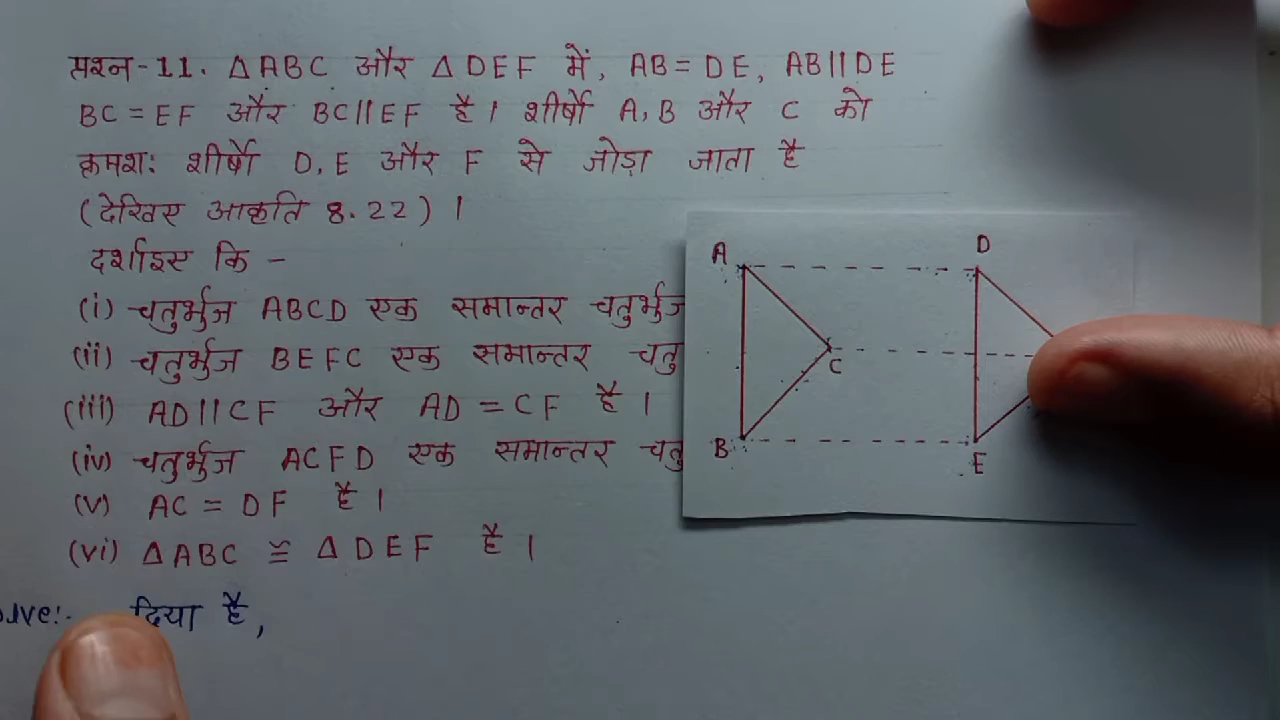 प्रश्न-11. ΔABC और ΔDEF में, AB = DE, AB||DE
BC = EF और BC||EF है। शीर्षों A, B और C को
क्रमशः शीर्षों D, E और F से जोड़ा जाता है
(देखिए आकृति 8.22)।
दर्शाइए कि -
(i) चतुर्भुज ABCD एक समान्तर चतुर्भुज
(ii) चतुर्भुज BEFC एक समान्तर चतु
(iii) AD||CF और AD = CF है।
(iv) चतुर्भुज ACFD एक समान्तर चतु
(v) AC = DF है।
(vi) ΔABC ≅ ΔDEF है।
दिया है,
A
D
C
B
E